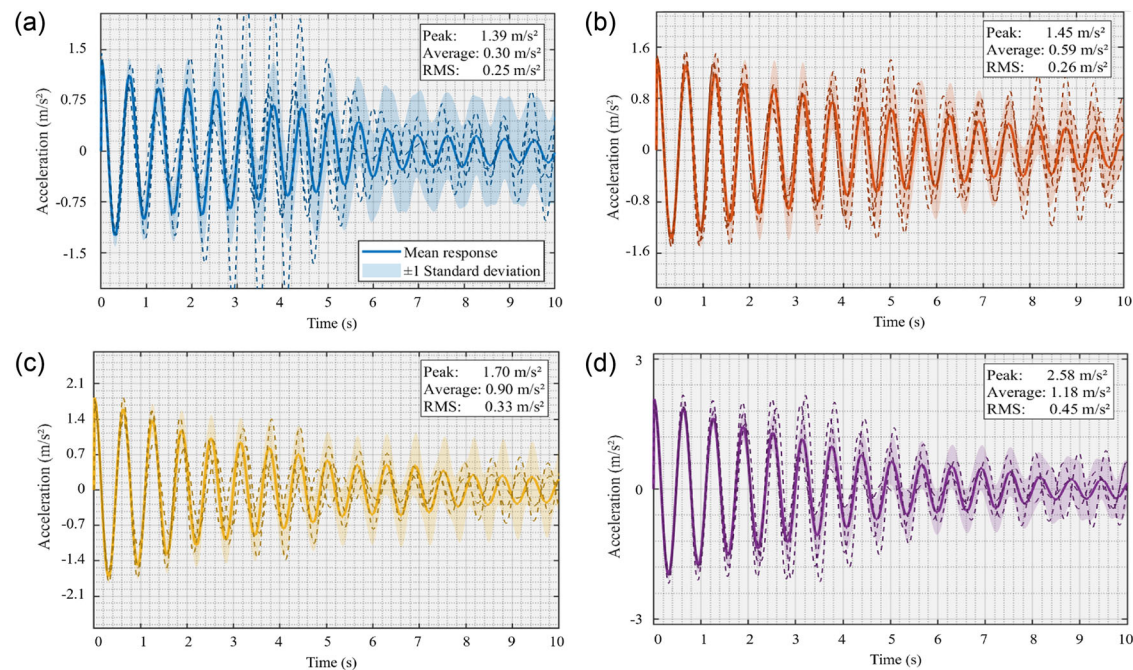 (a)
1.5
0.75
0
-0.75
-1.5
Acceleration (m/s²)
Peak: 1.39 m/s²
Average: 0.30 m/s²
RMS: 0.25 m/s²
Mean response
±1 Standard deviation
0 1 2 3 4 5 6 7 8 9 10
Time (s)
(b)
1.6
0.8
0
-0.8
-1.6
Acceleration (m/s²)
Peak: 1.45 m/s²
Average: 0.59 m/s²
RMS: 0.26 m/s²
0 1 2 3 4 5 6 7 8 9 10
Time (s)
(c)
2.1
1.4
0.7
0
-0.7
-1.4
-2.1
Acceleration (m/s²)
Peak: 1.70 m/s²
Average: 0.90 m/s²
RMS: 0.33 m/s²
0 1 2 3 4 5 6 7 8 9 10
Time (s)
(d)
3
0
-3
Acceleration (m/s²)
Peak: 2.58 m/s²
Average: 1.18 m/s²
RMS: 0.45 m/s²
0 1 2 3 4 5 6 7 8 9 10
Time (s)